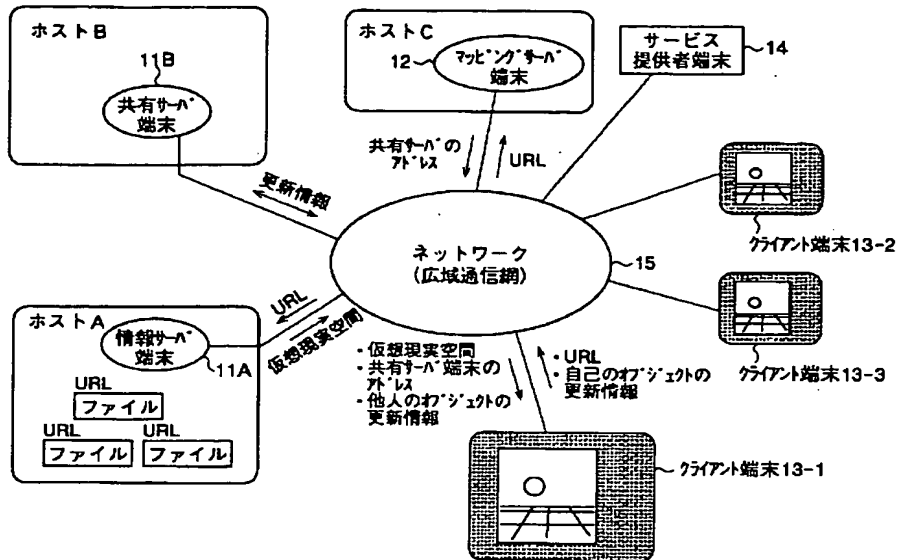 ホストB
11B
共有サーバ
端末
更新情報
ホストC
12
マッピングサーバ
端末
共有サーバの
アドレス
URL
サービス
提供者端末
14
クライアント端末13-2
クライアント端末13-3
ネットワーク
(広域通信網)
15
ホストA
情報サーバ
端末
11A
URL
ファイル
URL
ファイル
URL
ファイル
URL
仮想現実空間
・仮想現実空間
・共有サーバ端末の
アドレス
・他人のオブジェクトの
更新情報
・URL
・自己のオブジェクトの
更新情報
クライアント端末13-1